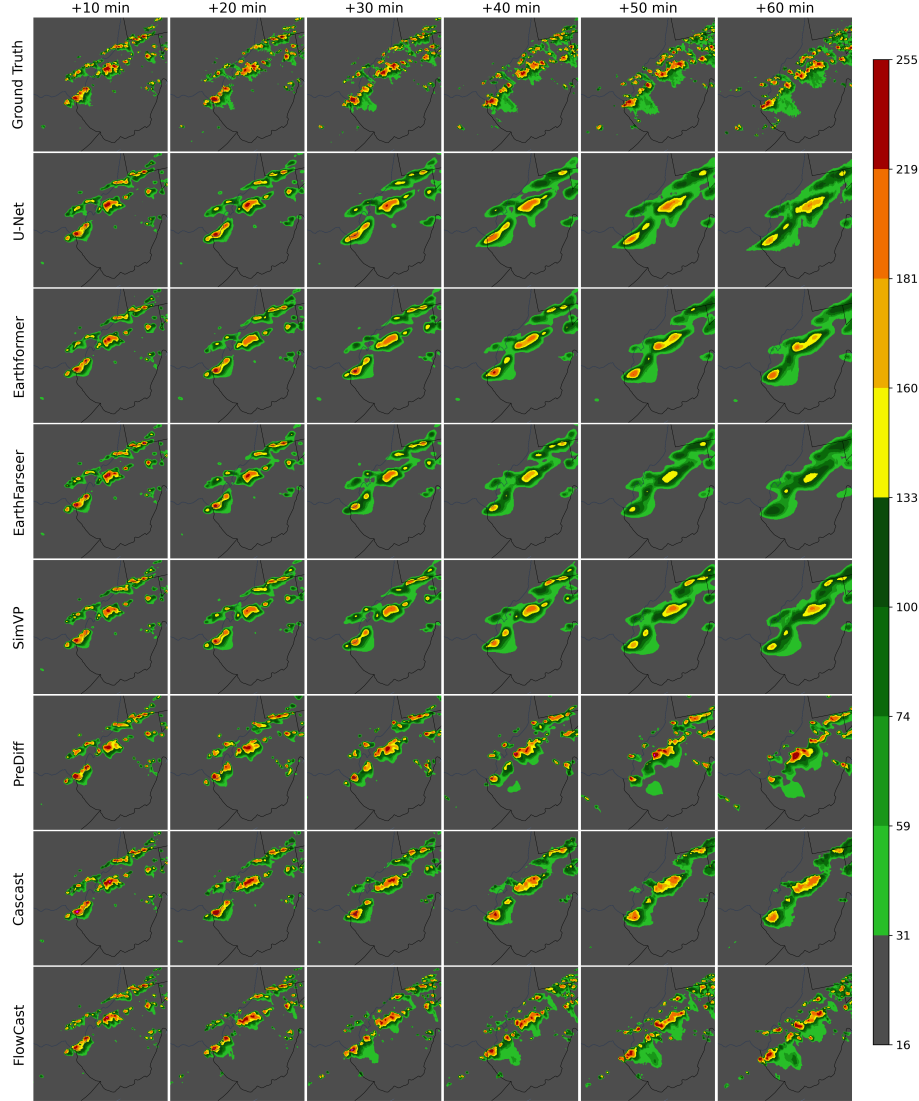 +10 min +20 min +30 min +40 min +50 min +60 min
Ground Truth
U-Net
Earthformer
EarthFarseer
SimVP
PreDiff
Cascast
FlowCast
255
219
181
160
133
100
74
59
31
16